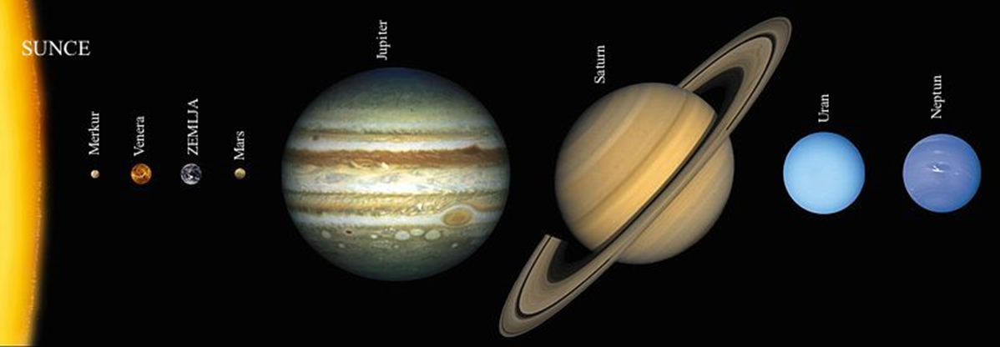 SUNCE
Merkur
Venera
ZEMLJA
Mars
Jupiter
Saturn
Uran
Neptun